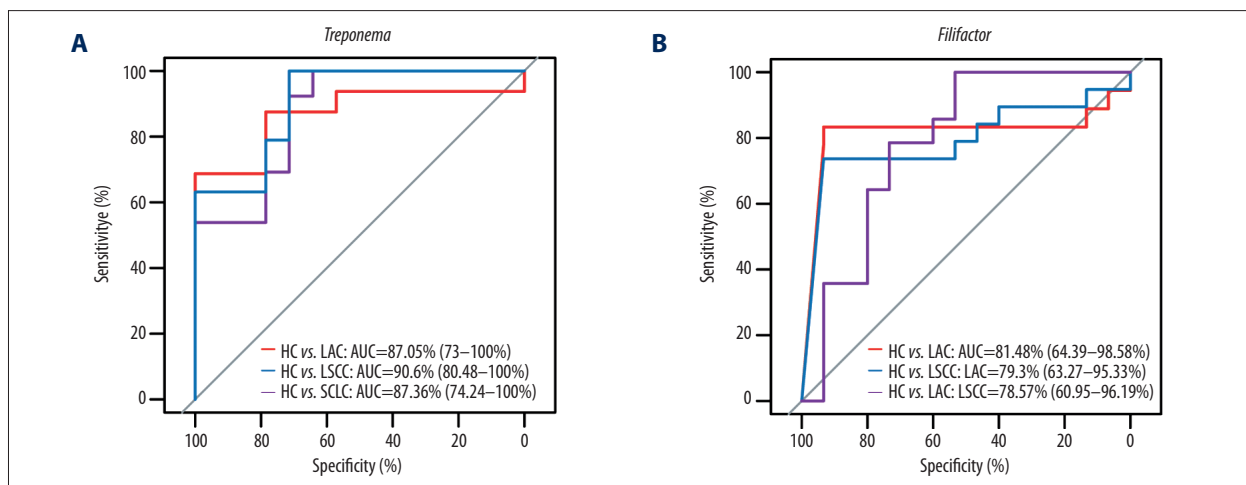 A
Treponema
100
80
60
40
20
0
Sensitivitye (%)
HC vs. LAC: AUC=87.05% (73–100%)
HC vs. LSCC: AUC=90.6% (80.48–100%)
HC vs. SCLC: AUC=87.36% (74.24–100%)
100 80 60 40 20 0
Specificity (%)
B
Filifactor
100
80
60
40
20
0
Sensitivitye (%)
HC vs. LAC: AUC=81.48% (64.39–98.58%)
HC vs. LSCC: LAC=79.3% (63.27–95.33%)
HC vs. LAC: LSCC=78.57% (60.95–96.19%)
100 80 60 40 20 0
Specificity (%)